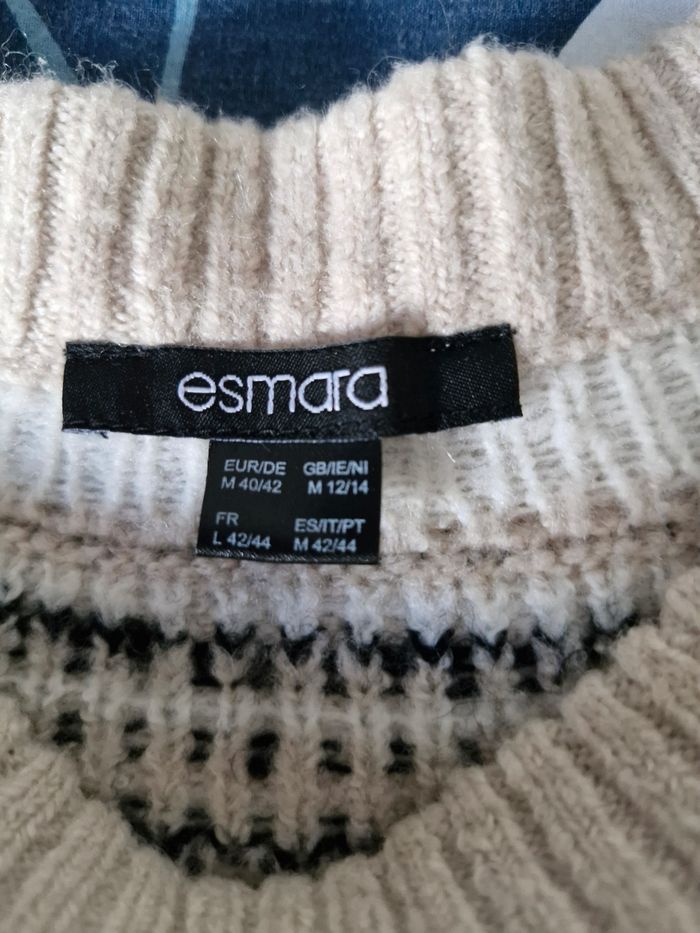 esmara
EUR/DE GB/IE/NI
M 40/42 M 12/14
FR ES/IT/PT
L 42/44 M 42/44